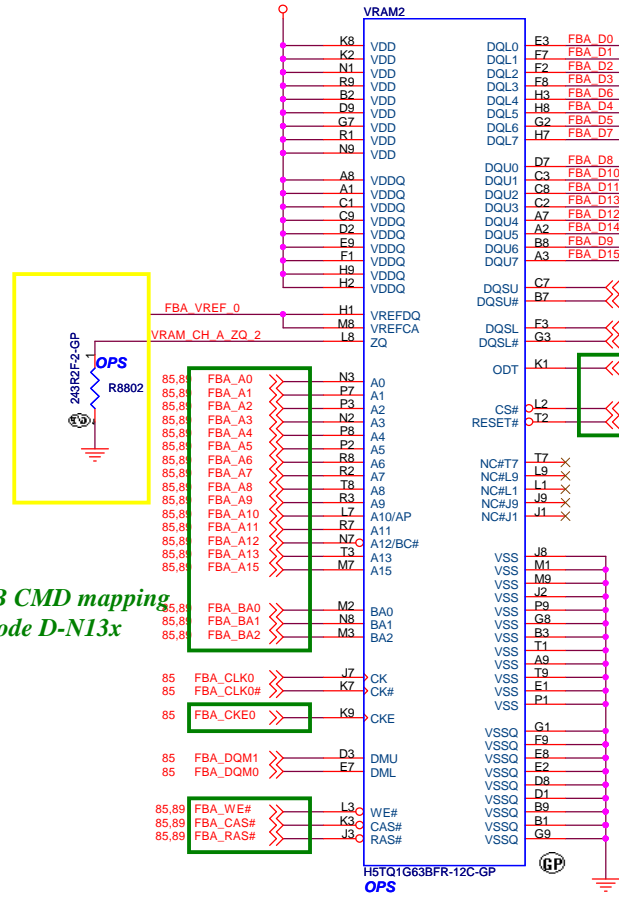 VRAM2
K8 VDD DQL0 E3 FBA_D0
K2 VDD DQL1 F7 FBA_D1
N1 VDD DQL2 F2 FBA_D2
R9 VDD DQL3 F8 FBA_D3
B2 VDD DQL4 H3 FBA_D6
D9 VDD DQL5 H8 FBA_D4
G7 VDD DQL6 G2 FBA_D5
R1 VDD DQL7 H7 FBA_D7
N9 VDD
DQU0 D7 FBA_D8
A8 VDDQ DQU1 C3 FBA_D10
A1 VDDQ DQU2 C8 FBA_D11
C1 VDDQ DQU3 C2 FBA_D13
C9 VDDQ DQU4 A7 FBA_D12
D2 VDDQ DQU5 A2 FBA_D14
E9 VDDQ DQU6 B8 FBA_D9
F1 VDDQ DQU7 A3 FBA_D15
H9 VDDQ
H2 VDDQ DQSU C7
DQSU# B7
FBA_VREF_0 H1 VREFDQ
M8 VREFCA DQSL F3
VRAM_CH_A_ZQ_2 L8 ZQ DQSL# G3
243R2F-2-GP
1
OPS
R8802
ODT K1
CS# L2
RESET# T2
85,89 FBA_A0 N3 A0
85,89 FBA_A1 P7 A1
85,89 FBA_A2 P3 A2
85,89 FBA_A3 N2 A3
85,89 FBA_A4 P8 A4
85,89 FBA_A5 P2 A5
85,89 FBA_A6 R8 A6 NC#T7 T7
85,89 FBA_A7 R2 A7 NC#L9 L9
85,89 FBA_A8 T8 A8 NC#L1 L1
85,89 FBA_A9 R3 A9 NC#J9 J9
85,89 FBA_A10 L7 A10/AP NC#J1 J1
85,89 FBA_A11 R7 A11
85,89 FBA_A12 N7 A12/BC#
85,89 FBA_A13 T3 A13 VSS J8
85,89 FBA_A15 M7 A15 VSS M1
VSS M9
CMD mapping
D-N13x
VSS J2
85,89 FBA_BA0 M2 BA0 VSS P9
85,89 FBA_BA1 N8 BA1 VSS G8
85,89 FBA_BA2 M3 BA2 VSS B3
VSS T1
VSS A9
85 FBA_CLK0 J7 CK VSS T9
85 FBA_CLK0# K7 CK# VSS E1
VSS P1
85 FBA_CKE0 K9 CKE
VSSQ G1
VSSQ F9
85 FBA_DQM1 D3 DMU VSSQ E8
85 FBA_DQM0 E7 DML VSSQ E2
VSSQ D8
VSSQ D1
85,89 FBA_WE# L3 WE# VSSQ B9
85,89 FBA_CAS# K3 CAS# VSSQ B1
85,89 FBA_RAS# J3 RAS# VSSQ G9
H5TQ1G63BFR-12C-GP
OPS
GP